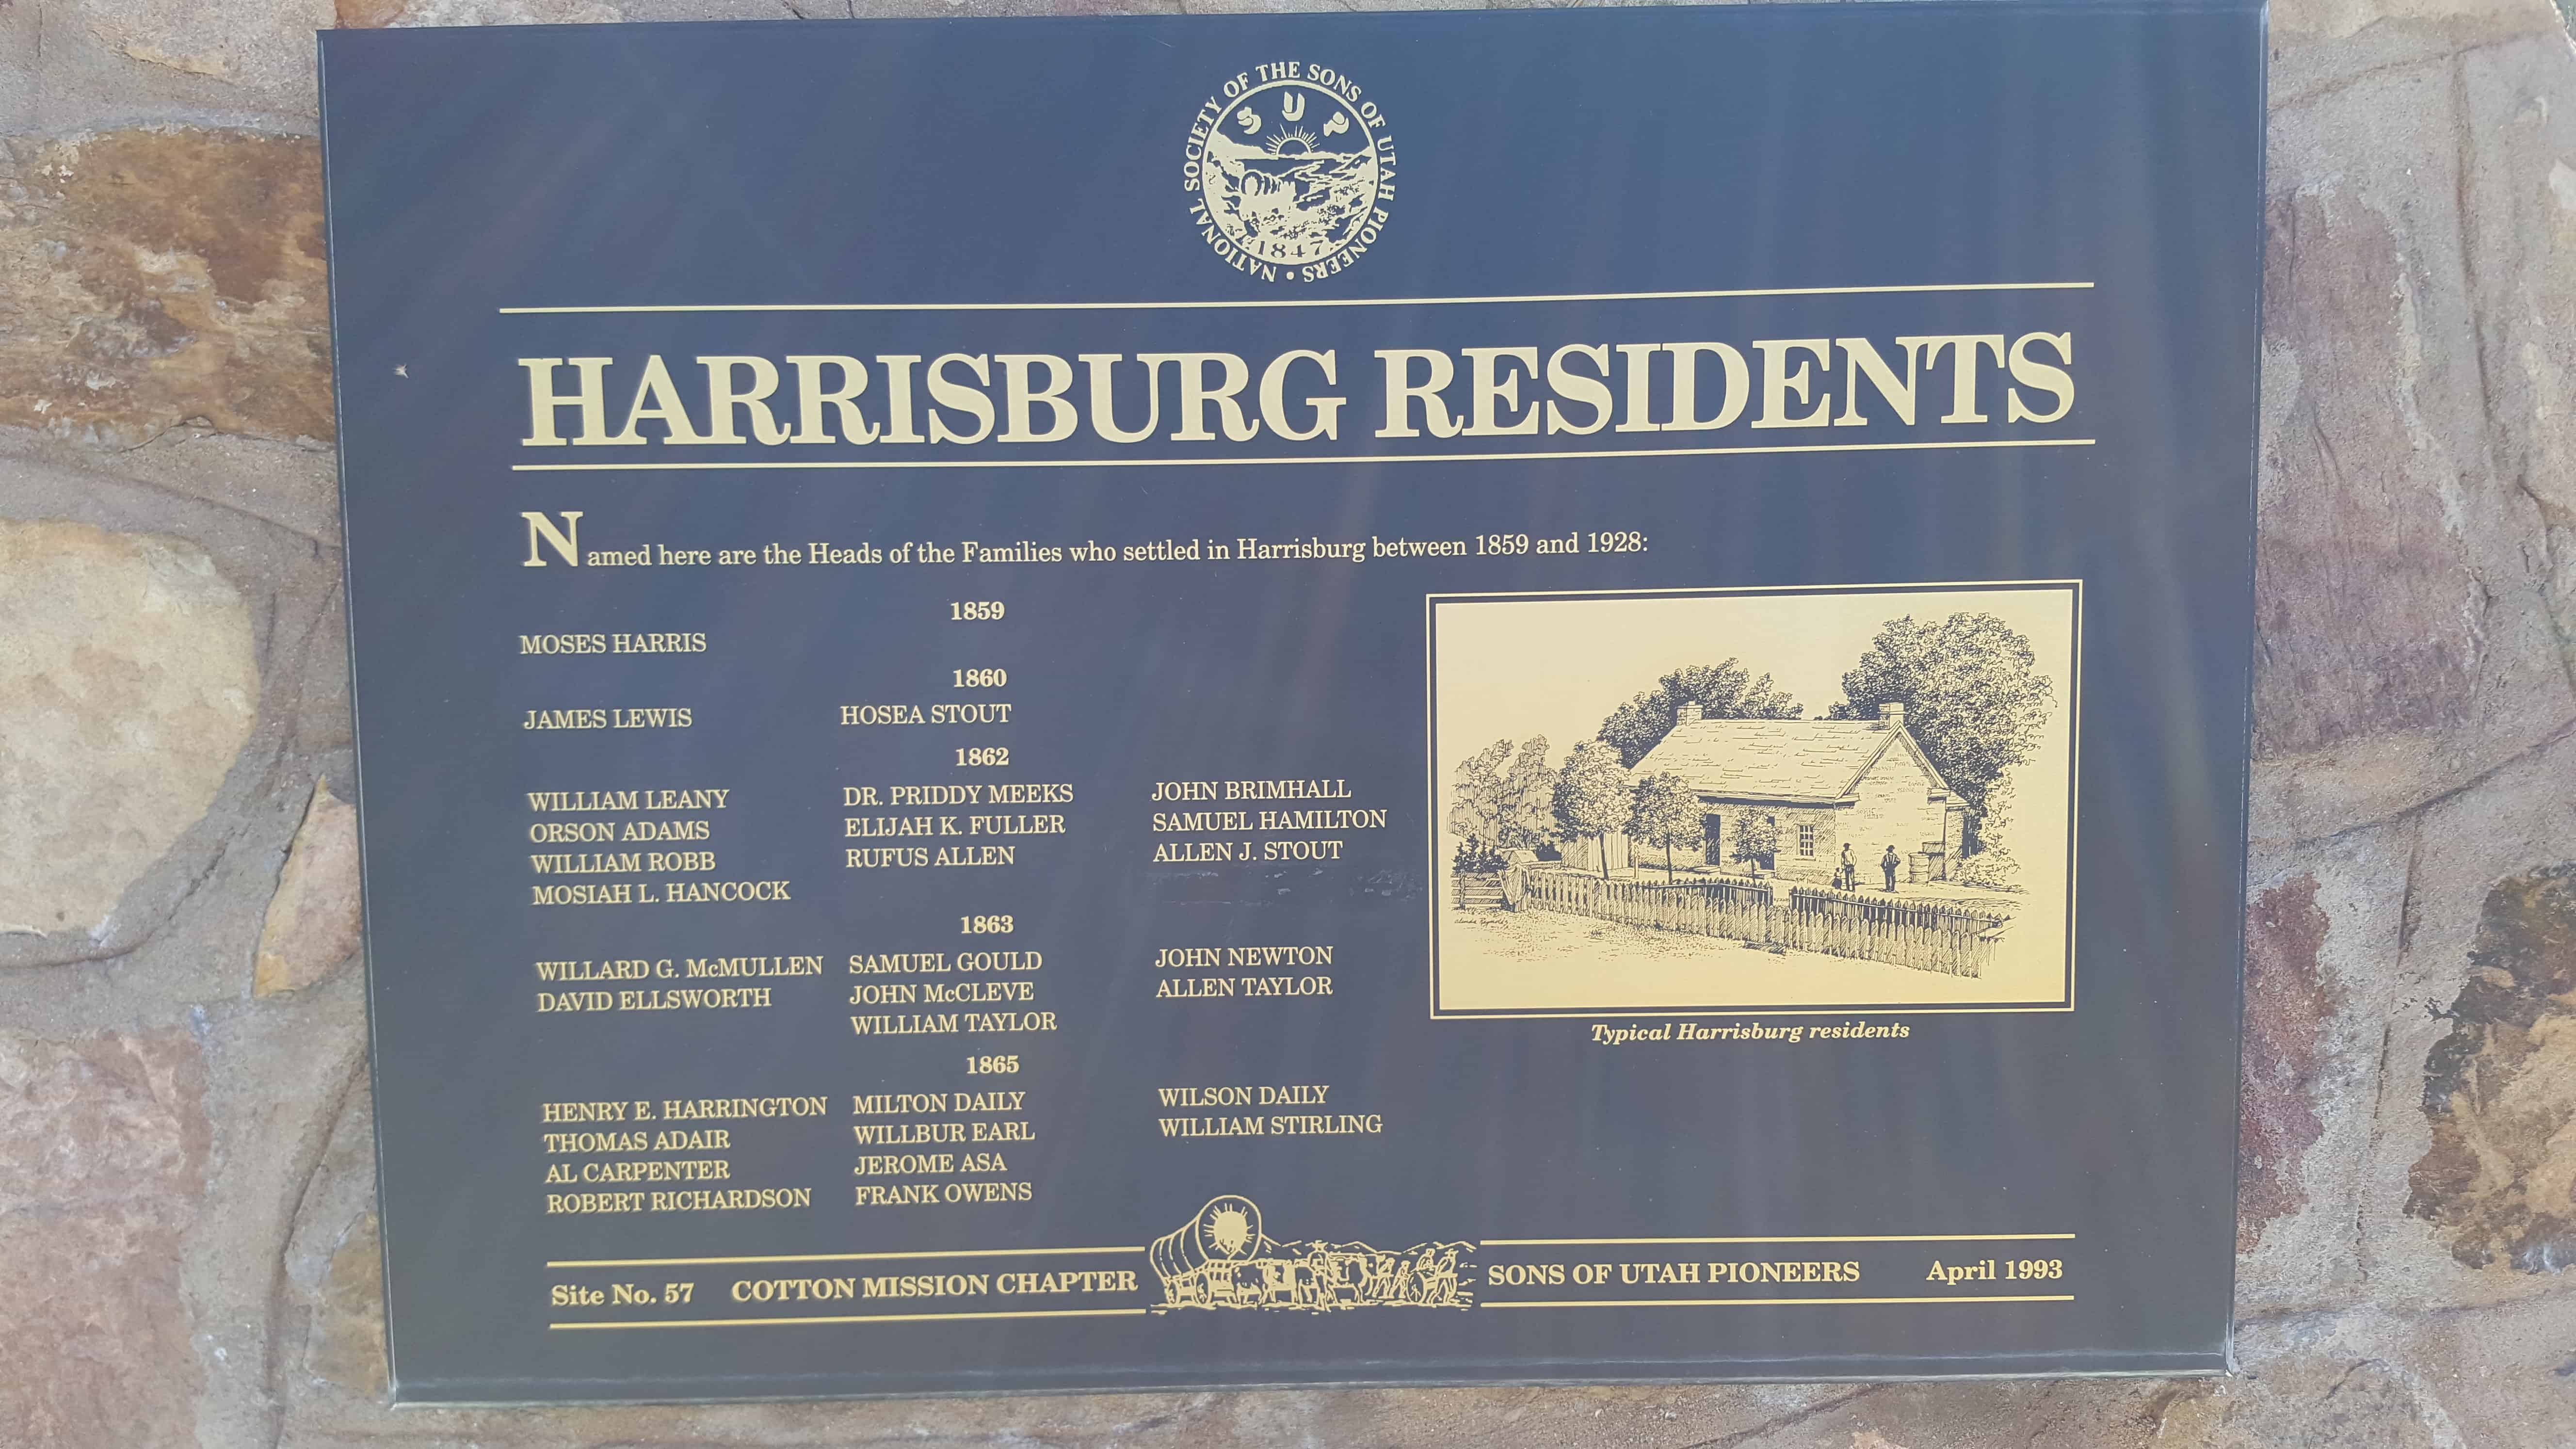 NATIONAL SOCIETY OF THE SONS OF UTAH PIONEERS •
S U P
1847
HARRISBURG RESIDENTS
Named here are the Heads of the Families who settled in Harrisburg between 1859 and 1928:
1859
MOSES HARRIS
1860
JAMES LEWIS HOSEA STOUT
1862
WILLIAM LEANY DR. PRIDDY MEEKS JOHN BRIMHALL
ORSON ADAMS ELIJAH K. FULLER SAMUEL HAMILTON
WILLIAM ROBB RUFUS ALLEN ALLEN J. STOUT
MOSIAH L. HANCOCK
1863
WILLARD G. McMULLEN SAMUEL GOULD JOHN NEWTON
DAVID ELLSWORTH JOHN McCLEVE ALLEN TAYLOR
WILLIAM TAYLOR
1865
HENRY E. HARRINGTON MILTON DAILY WILSON DAILY
THOMAS ADAIR WILLBUR EARL WILLIAM STIRLING
AL CARPENTER JEROME ASA
ROBERT RICHARDSON FRANK OWENS
Typical Harrisburg residents
Site No. 57 COTTON MISSION CHAPTER SONS OF UTAH PIONEERS April 1993